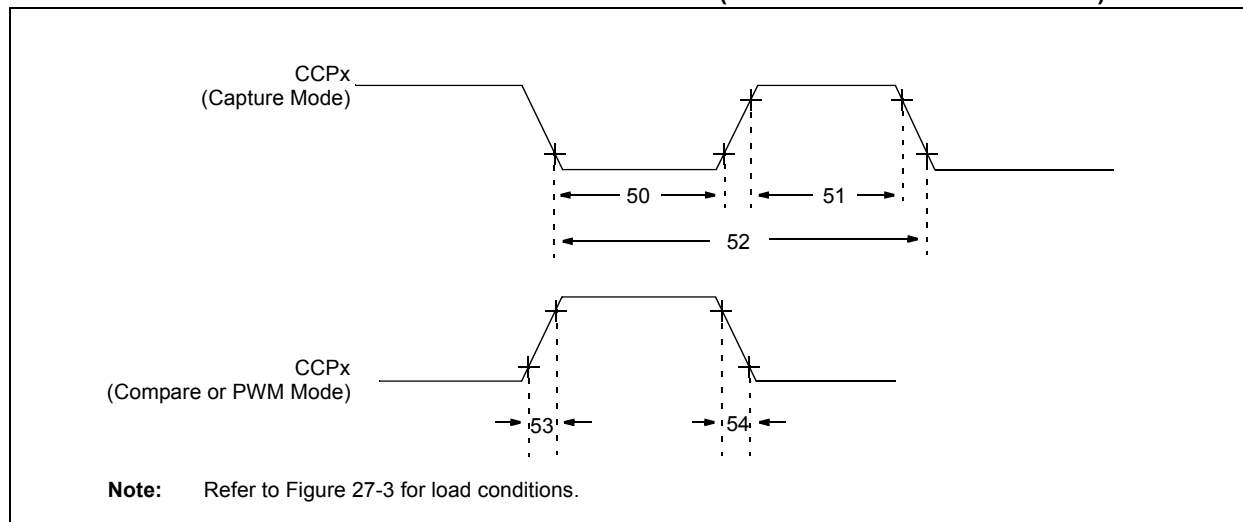 CCPx
(Capture Mode)
50
51
52
CCPx
(Compare or PWM Mode)
53
54
Note: Refer to Figure 27-3 for load conditions.